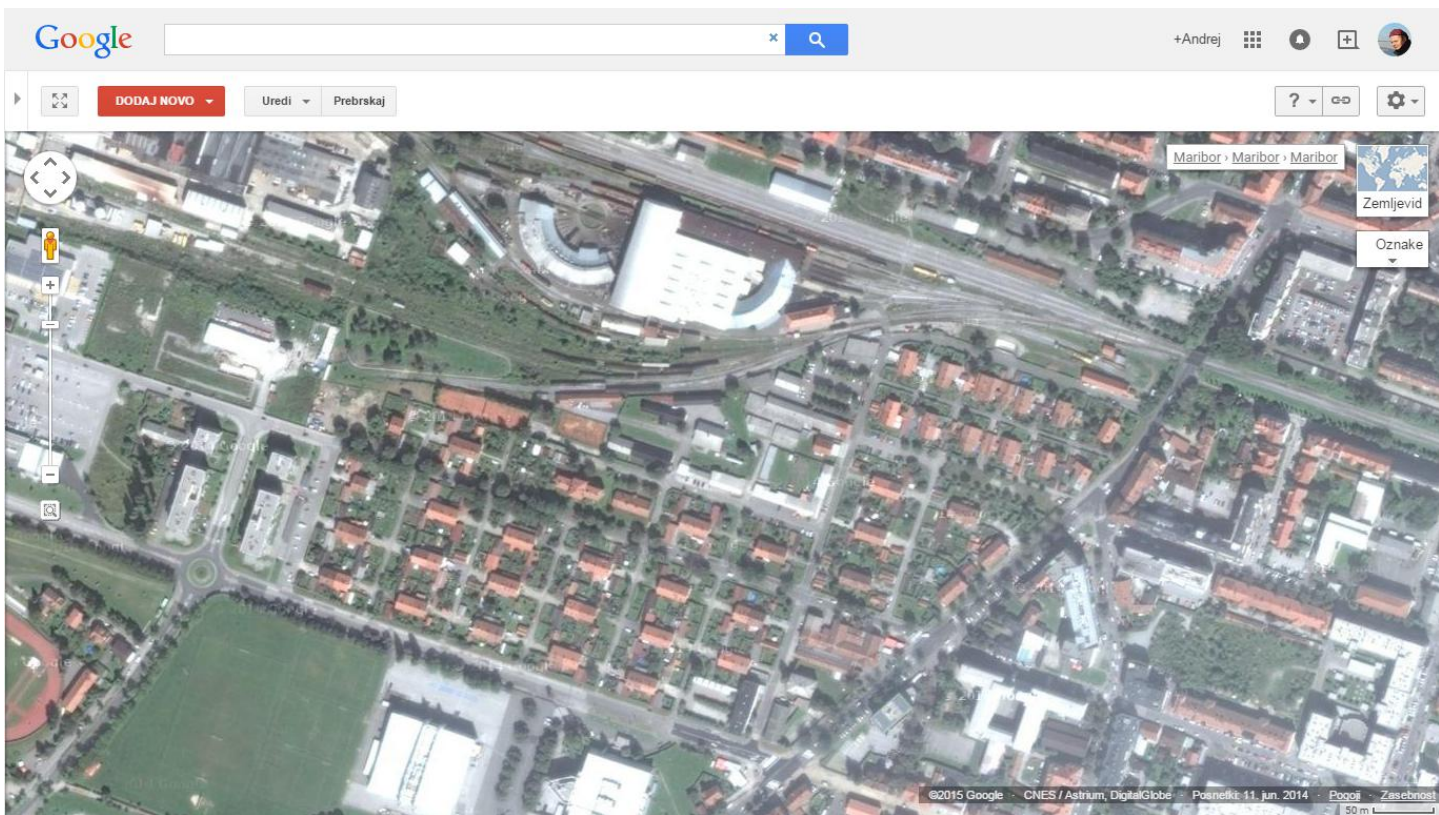 Google
+Andrej
DODAJ NOVO
Uredi
Prebrskaj
?
Maribor › Maribor › Maribor
Zemljevid
Oznake
©2015 Google - CNES / Astrium, DigitalGlobe - Posnetki: 11. jun. 2014 - Pogoji - Zasebnost
50 m